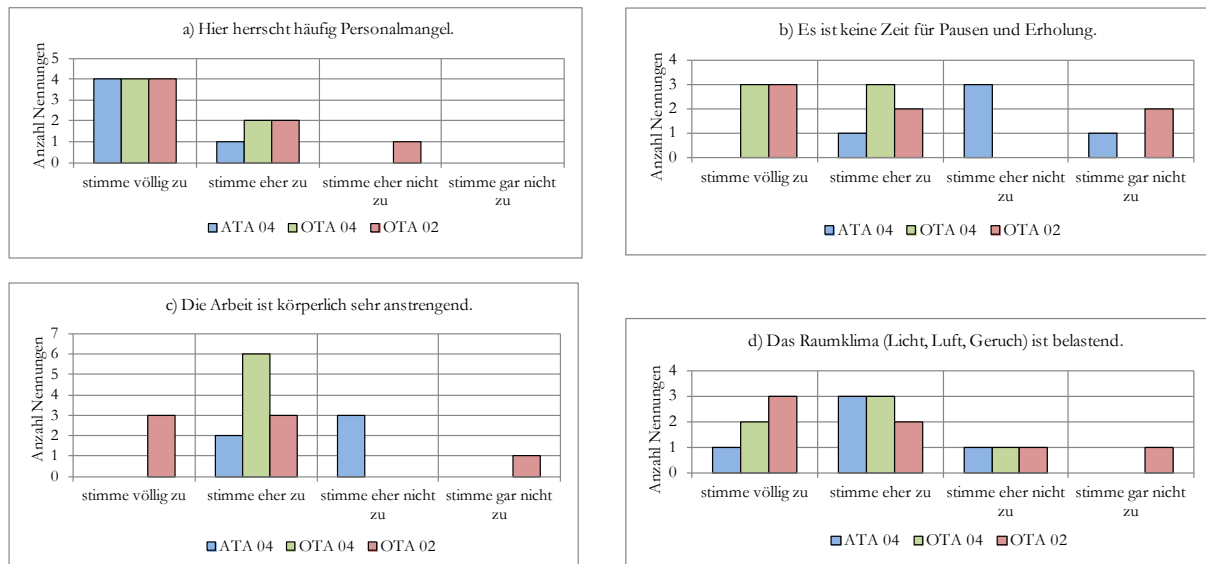 a) Hier herrscht häufig Personalmangel.
Anzahl Nennungen
5
4
3
2
1
0
stimme völlig zu stimme eher zu stimme eher nicht zu stimme gar nicht zu
ATA 04 OTA 04 OTA 02
b) Es ist keine Zeit für Pausen und Erholung.
Anzahl Nennungen
4
3
2
1
0
stimme völlig zu stimme eher zu stimme eher nicht zu stimme gar nicht zu
ATA 04 OTA 04 OTA 02
c) Die Arbeit ist körperlich sehr anstrengend.
Anzahl Nennungen
7
6
5
4
3
2
1
0
stimme völlig zu stimme eher zu stimme eher nicht zu stimme gar nicht zu
ATA 04 OTA 04 OTA 02
d) Das Raumklima (Licht, Luft, Geruch) ist belastend.
Anzahl Nennungen
4
3
2
1
0
stimme völlig zu stimme eher zu stimme eher nicht zu stimme gar nicht zu
ATA 04 OTA 04 OTA 02